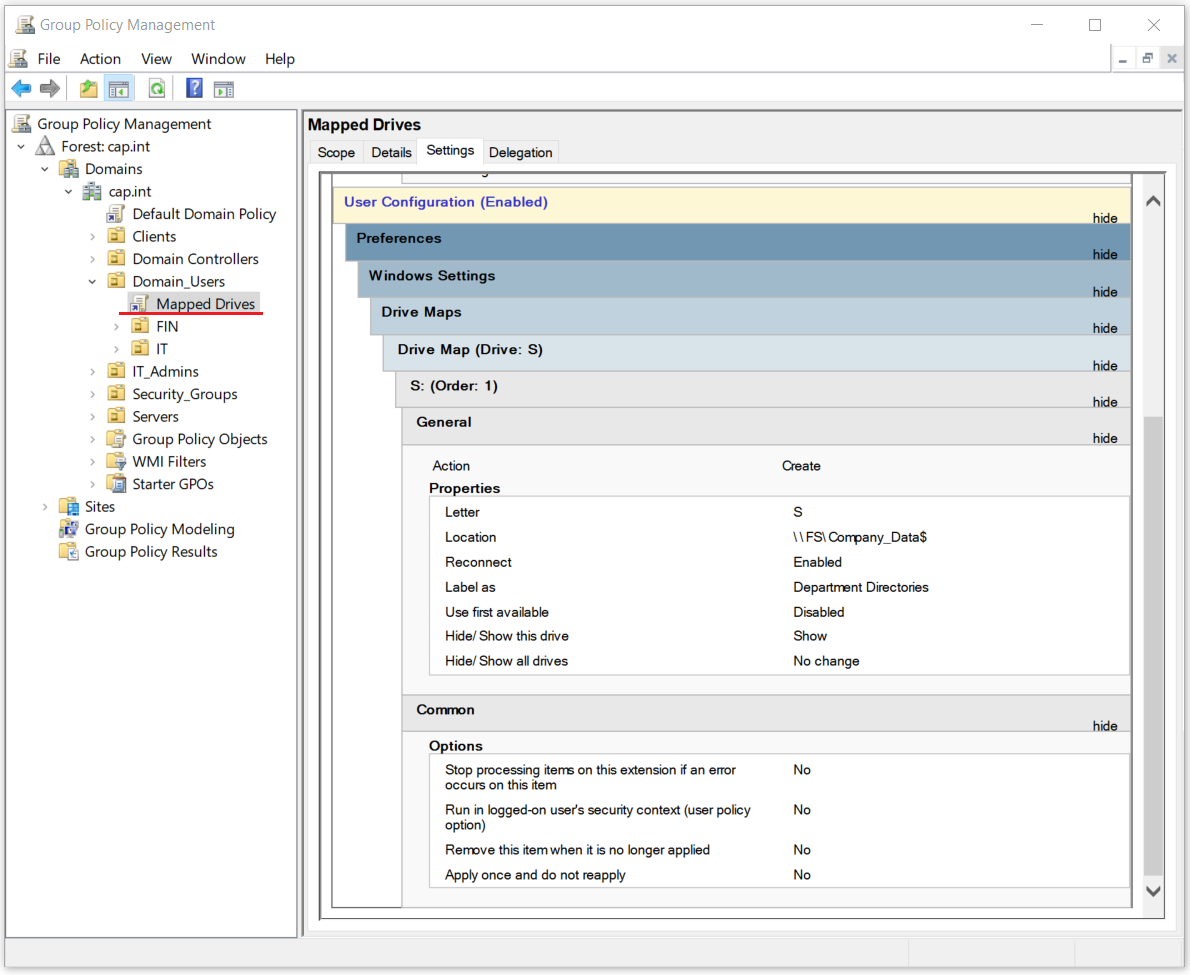 Group Policy Management
File Action View Window Help
Group Policy Management
Forest: cap.int
Domains
cap.int
Default Domain Policy
Clients
Domain Controllers
Domain_Users
Mapped Drives
FIN
IT
IT_Admins
Security_Groups
Servers
Group Policy Objects
WMI Filters
Starter GPOs
Sites
Group Policy Modeling
Group Policy Results
Mapped Drives
Scope Details Settings Delegation
User Configuration (Enabled)
hide
Preferences
hide
Windows Settings
hide
Drive Maps
hide
Drive Map (Drive: S)
hide
S: (Order: 1)
hide
General
hide
Action Create
Properties
Letter S
Location \\FS\Company_Data$
Reconnect Enabled
Label as Department Directories
Use first available Disabled
Hide/Show this drive Show
Hide/Show all drives No change
Common
hide
Options
Stop processing items on this extension if an error No
occurs on this item
Run in logged-on user's security context (user policy No
option)
Remove this item when it is no longer applied No
Apply once and do not reapply No